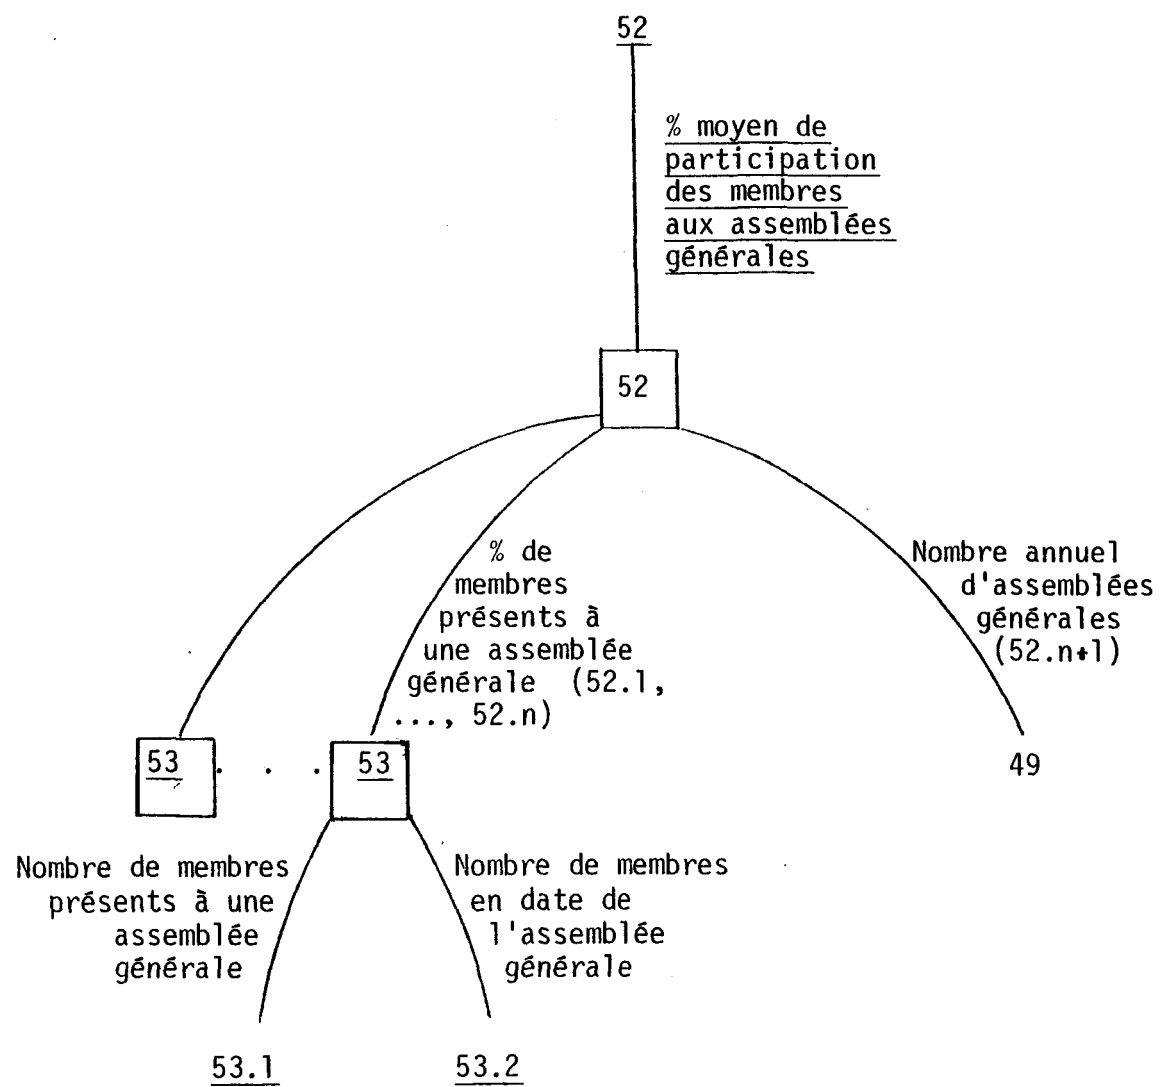 52
% moyen de
participation
des membres
aux assemblées
générales
52
% de
membres
présents à
une assemblée
générale (52.1,
..., 52.n)
Nombre annuel
d'assemblées
générales
(52.n+1)
53 . . . 53
49
Nombre de membres
présents à une
assemblée
générale
Nombre de membres
en date de
l'assemblée
générale
53.1
53.2